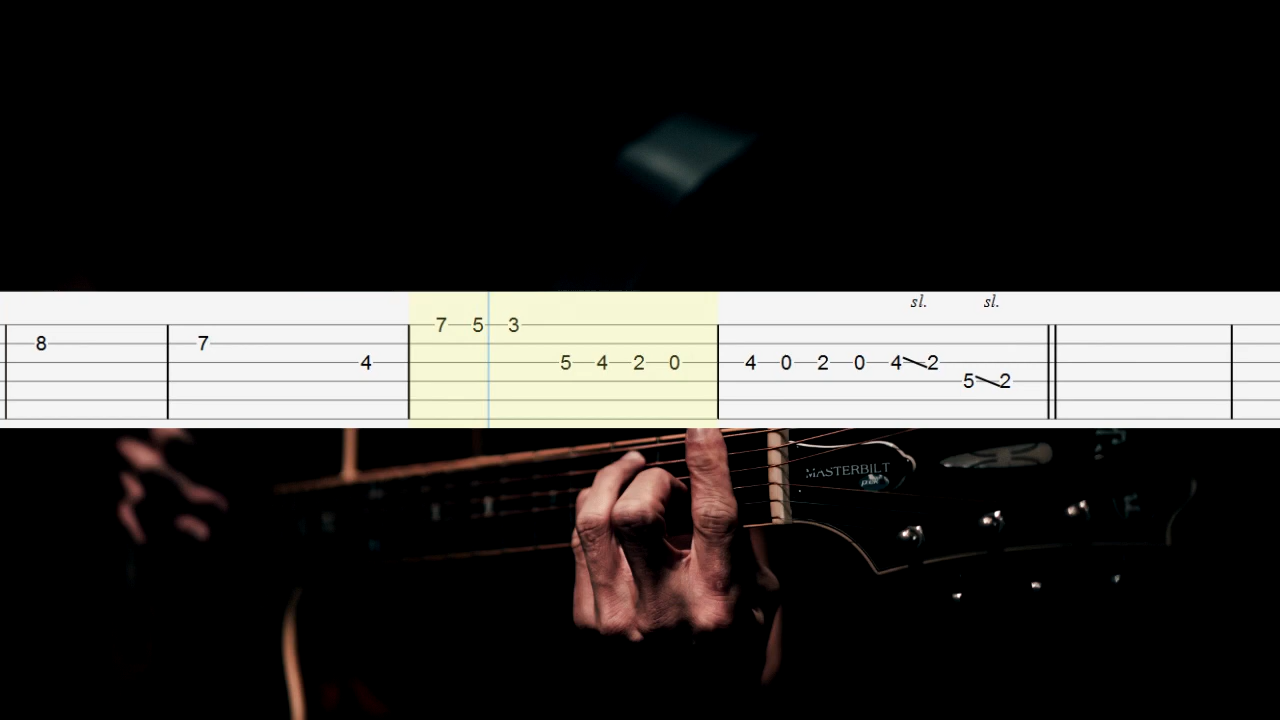 sl. sl.
7 5 3
8 7
4 5 4 2 0 4 0 2 0 4 2
5 2
MASTERBILT